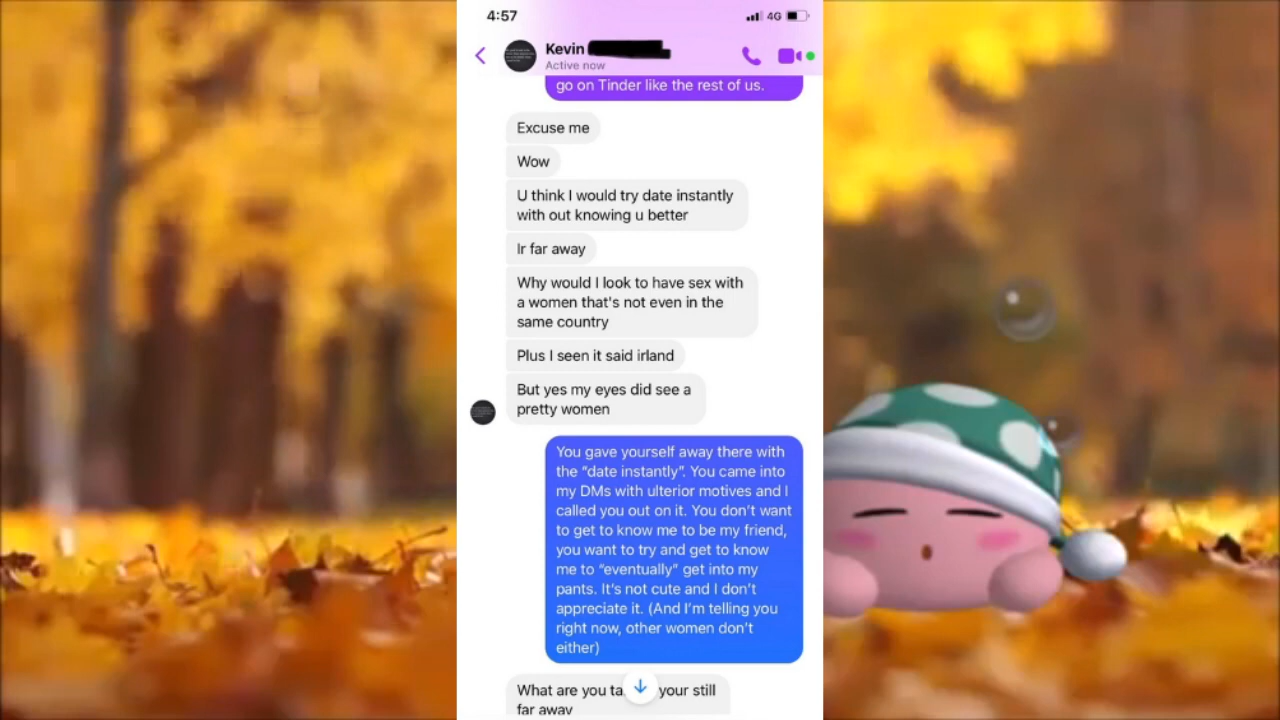 4:57
4G
Kevin
Active now
go on Tinder like the rest of us.
Excuse me
Wow
U think I would try date instantly
with out knowing u better
Ir far away
Why would I look to have sex with
a women that's not even in the
same country
Plus I seen it said irland
But yes my eyes did see a
pretty women
You gave yourself away there with
the “date instantly”. You came into
my DMs with ulterior motives and I
called you out on it. You don’t want
to get to know me to be my friend,
you want to try and get to know
me to “eventually” get into my
pants. It’s not cute and I don’t
appreciate it. (And I’m telling you
right now, other women don’t
either)
What are you your still
far away